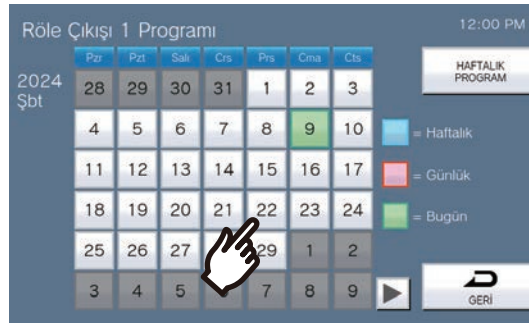 Röle Çıkışı 1 Programı 12:00 PM
Pzr Pzt Salı Crs Prs Cma Cts
HAFTALIK
PROGRAM
2024
Şbt
28 29 30 31 1 2 3
4 5 6 7 8 9 10
= Haftalık
11 12 13 14 15 16 17
= Günlük
18 19 20 21 22 23 24
= Bugün
25 26 27 29 1 2
3 4 5 7 8 9
GERİ